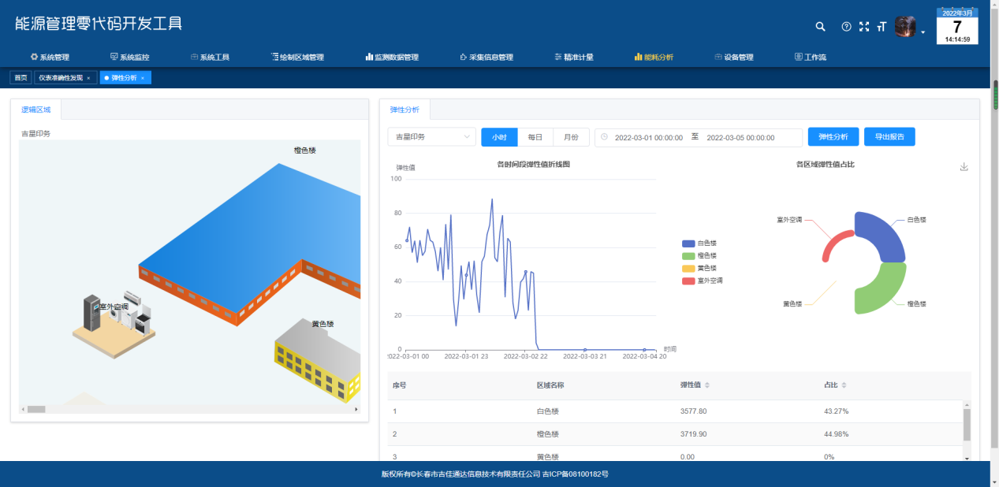 能源管理零代码开发工具
2022年3月
7
14:14:59
系统管理 系统监控 系统工具 绘制区域管理 监测数据管理 采集信息管理 精准计量 能耗分析 设备管理 工作流
首页 仪表准确性发现 × 弹性分析 ×
逻辑区域
吉星印务
橙色楼
室外空调
黄色楼
弹性分析
吉星印务 小时 每日 月份 2022-03-01 00:00:00 至 2022-03-05 00:00:00 弹性分析 导出报告
各时间段弹性值折线图
弹性值
100
80
60
40
20
0
时间
2022-03-01 00 2022-03-01 23 2022-03-02 22 2022-03-03 21 2022-03-04 20
各区域弹性值占比
白色楼
橙色楼
黄色楼
室外空调
室外空调 白色楼
黄色楼 橙色楼
序号 区域名称 弹性值 占比
1 白色楼 3577.80 43.27%
2 橙色楼 3719.90 44.98%
3 黄色楼 0.00 0%
版权所有©长春市吉佳通达信息技术有限责任公司 吉ICP备08100182号